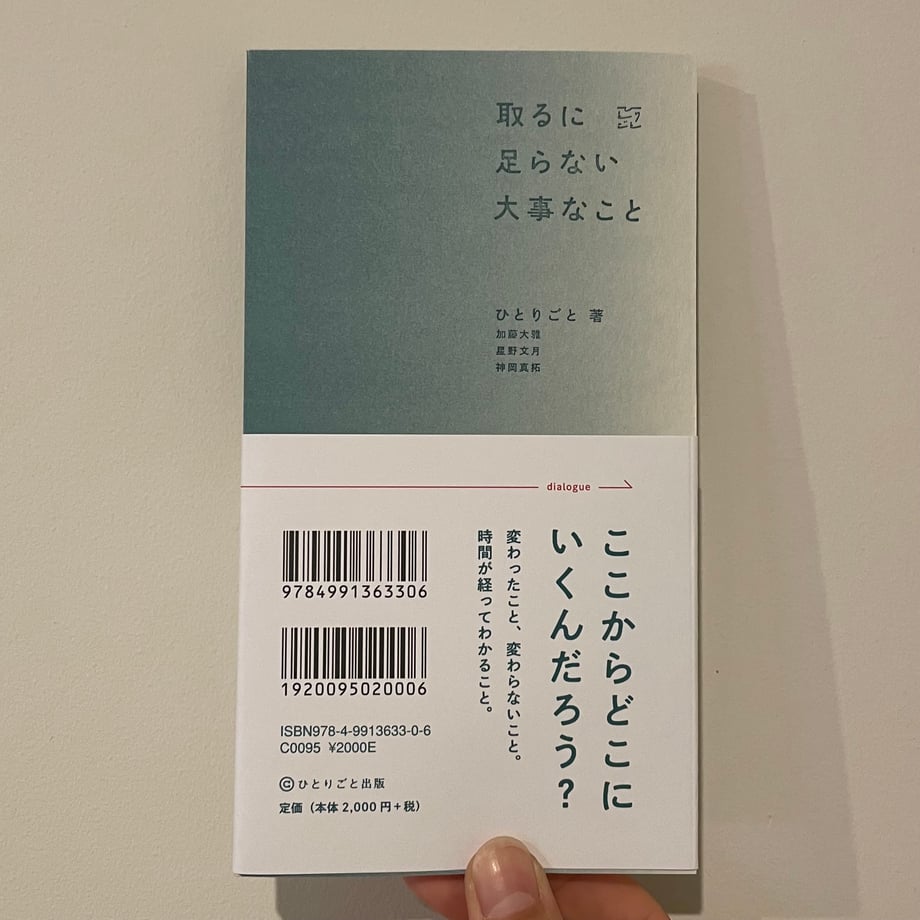 取るに
足らない
大事なこと
ひとりごと 著
加藤大雅
星野文月
神岡真拓
dialogue
ここからどこに
いくんだろう?
変わったこと、変わらないこと。
時間が経ってわかること。
9784991363306
1920095020006
ISBN978-4-9913633-0-6
C0095 ¥2000E
©ひとりごと出版
定価(本体2,000円+税)